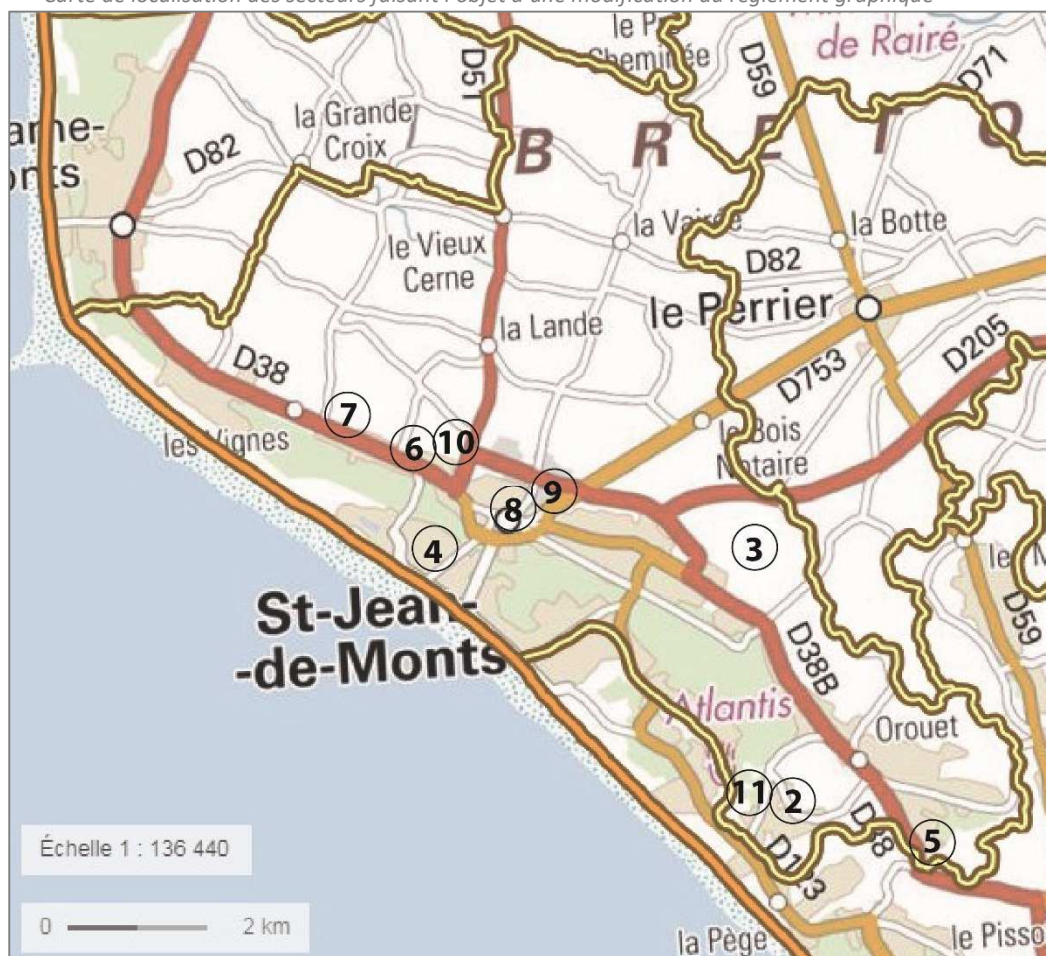 Carte de localisation des secteurs faisant l'objet d'une modification du règlement graphique
de Rairé
D51
D59
D71
la Grande
Croix
D82
B R E T O
la Botte
le Vieux
Cerne
D82
le Perrier
la Lande
D205
D38
D753
7
les Vignes
6
10
le Bois
Notaire
9
8
4
3
St-Jean-
-de-Monts
D59
D38B
Atlantis
Orouet
11
2
5
Échelle 1 : 136 440
0
2 km
la Pège